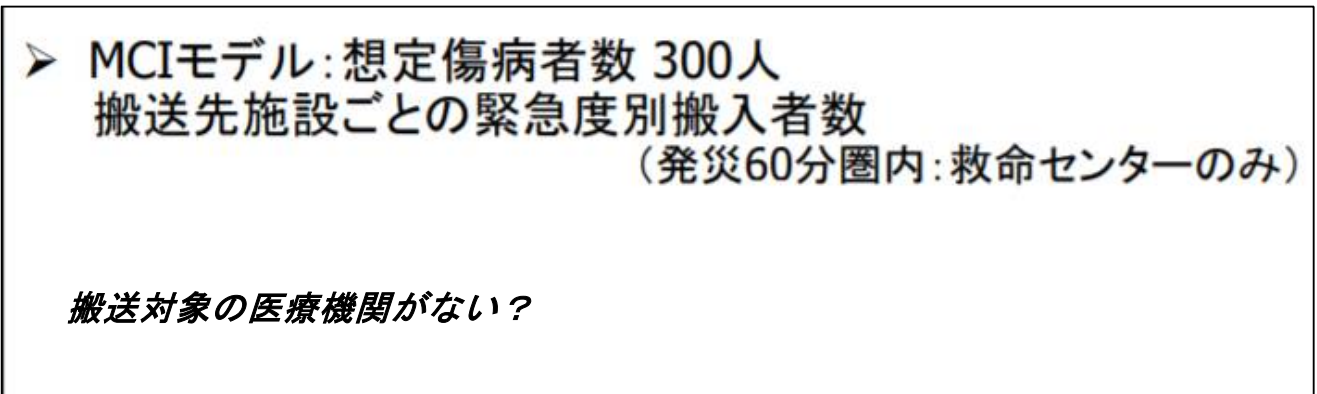 ➢ MCIモデル:想定傷病者数 300人
搬送先施設ごとの緊急度別搬入者数
（発災60分圏内:救命センターのみ）
搬送対象の医療機関がない？